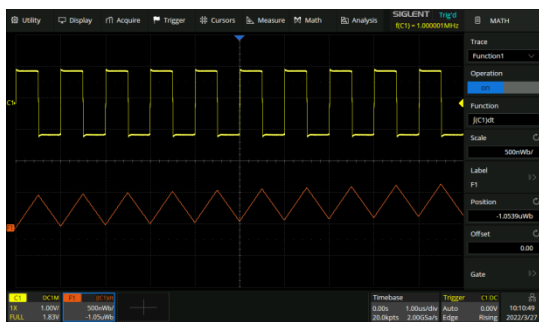 Utility Display Acquire Trigger Cursors Measure Math Analysis SIGLENT Trig'd MATH
f(C1) = 1.000001MHz
Trace
Function1
Operation
on
Function
∫(C1)dt
Scale
500nWb/
Label
F1
Position
-1.0539uWb
Offset
0.00
Gate
C1
F1
C1 DC1M F1 Timebase Trigger C1 DC
1X 1.00V/ 500nWb/ 0.00s 1.00us/div Auto 0.00V 10:10:49
FULL 1.83V -1.05uWb 20.0kpts 2.00GSa/s Edge Rising 2022/3/27